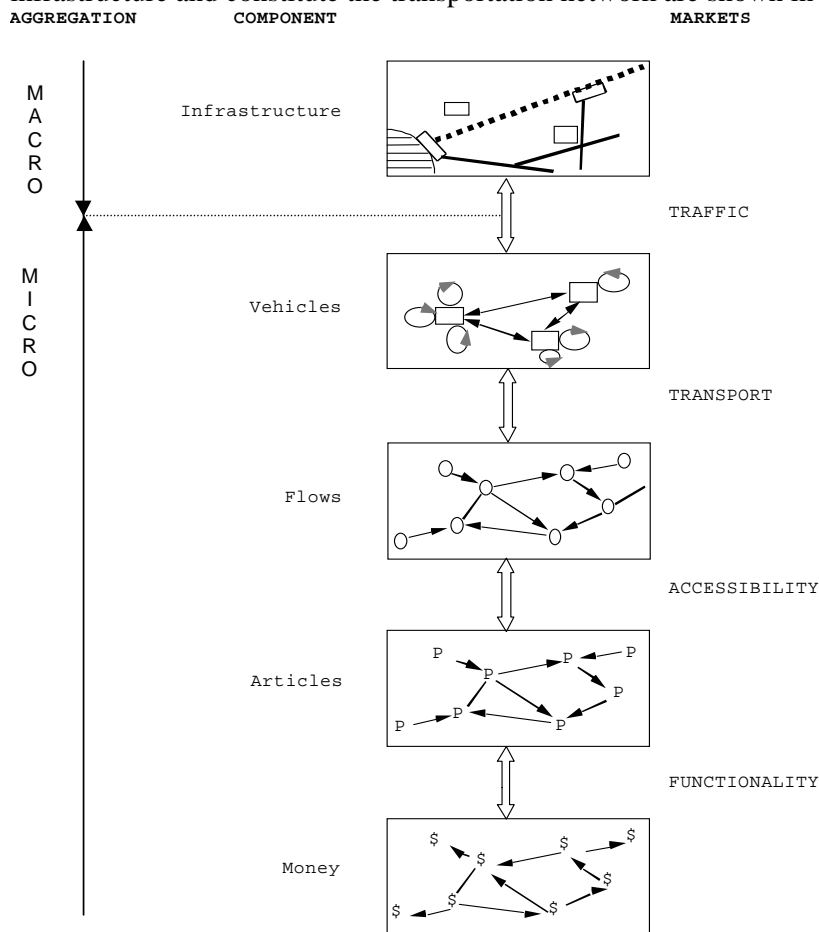 infrastructure and constitute the transportation network are shown in
AGGREGATION COMPONENT MARKETS
M
A
C
R
O
Infrastructure
TRAFFIC
M
I
C
R
O
Vehicles
TRANSPORT
Flows
ACCESSIBILITY
Articles
P
P
P
P
P
P
P
P
FUNCTIONALITY
Money
$
$
$
$
$
$
$
$